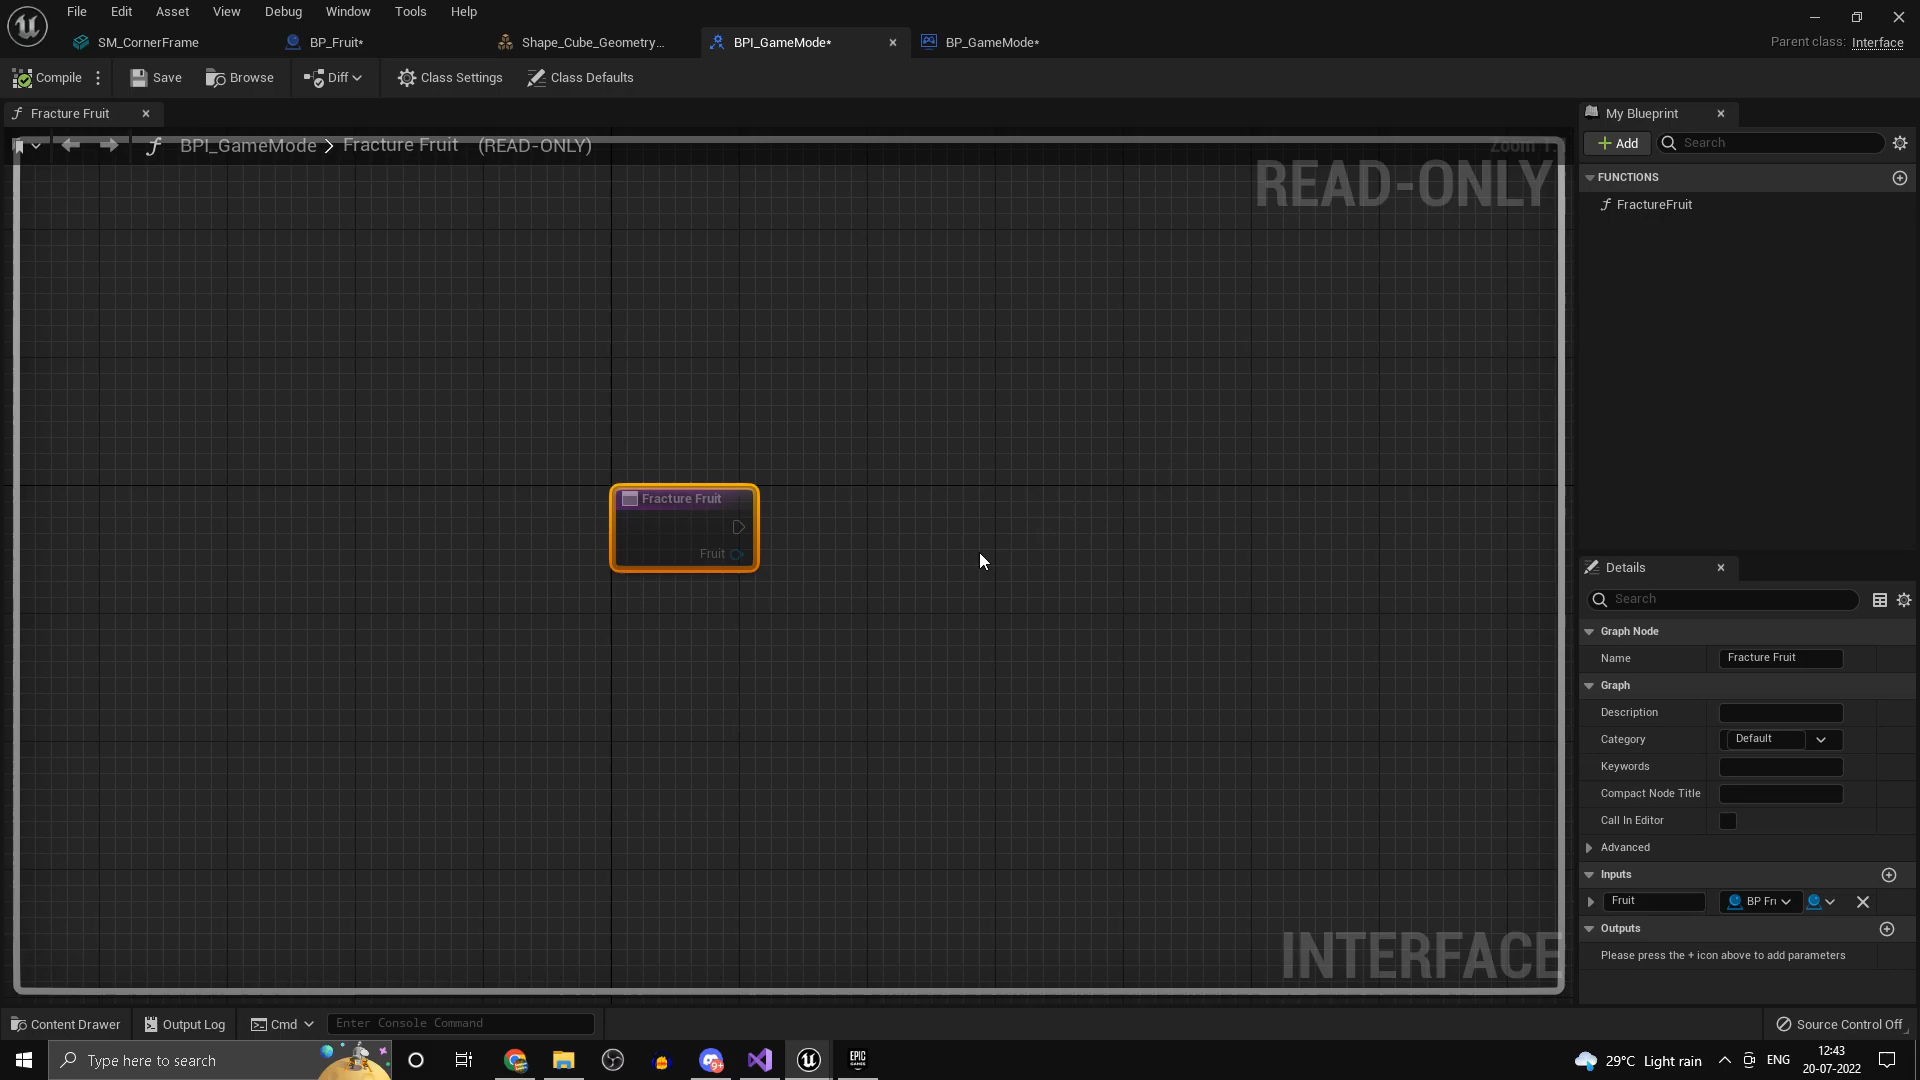 File Edit Asset View Debug Window Tools Help
SM_CornerFrame BP_Fruit* Shape_Cube_Geometry... BPI_GameMode* BP_GameMode* Parent class: Interface
Compile Save Browse Diff Class Settings Class Defaults
Fracture Fruit
BPI_GameMode > Fracture Fruit (READ-ONLY)
Zoom 1:
READ-ONLY
Fracture Fruit
Fruit
INTERFACE
My Blueprint
Add Search
FUNCTIONS
FractureFruit
Details
Search
Graph Node
Name Fracture Fruit
Graph
Description
Category Default
Keywords
Compact Node Title
Call In Editor
Advanced
Inputs
Fruit BP Fru
Outputs
Please press the + icon above to add parameters
Content Drawer Output Log Cmd Enter Console Command Source Control Off
Type here to search 9+ EPIC GAMES 29°C Light rain ENG 12:43
20-07-2022